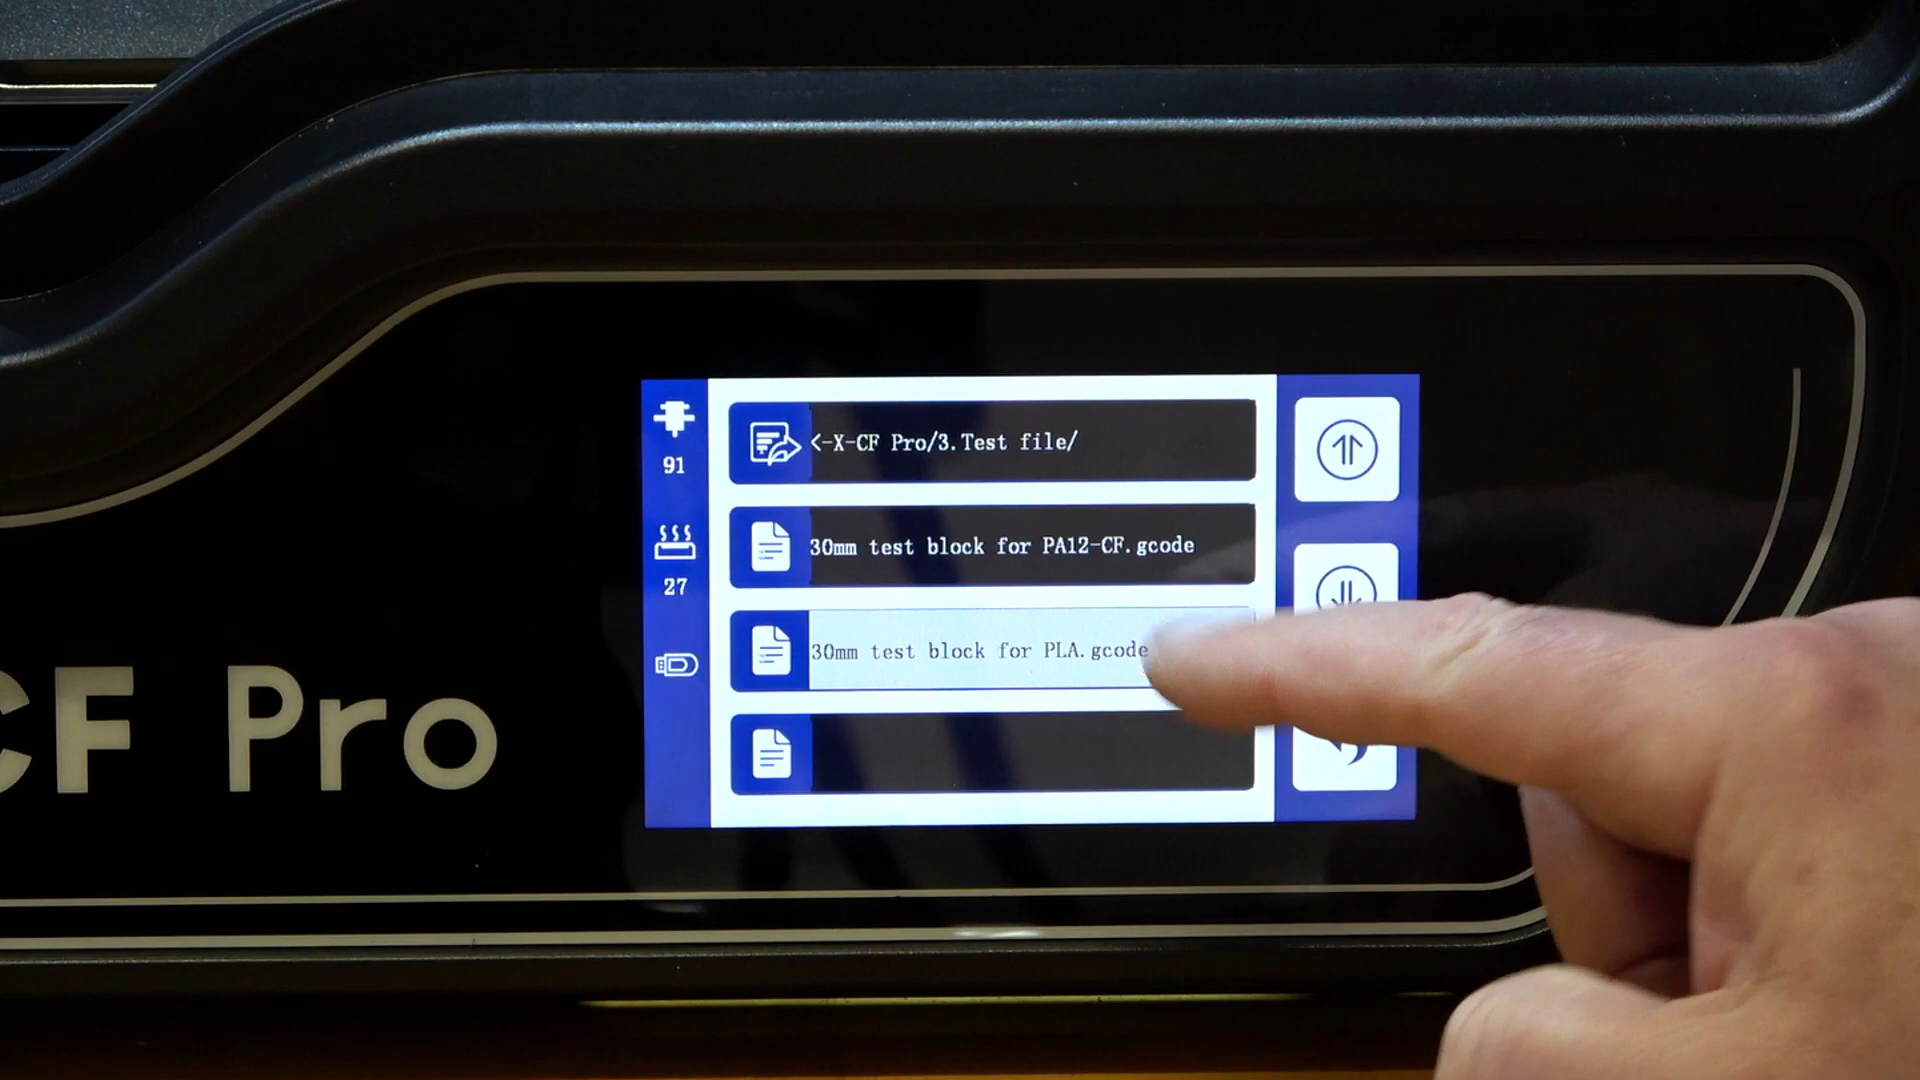 91
27
<-X-CF Pro/3.Test file/
30mm test block for PA12-CF.gcode
30mm test block for PLA.gcode
CF Pro